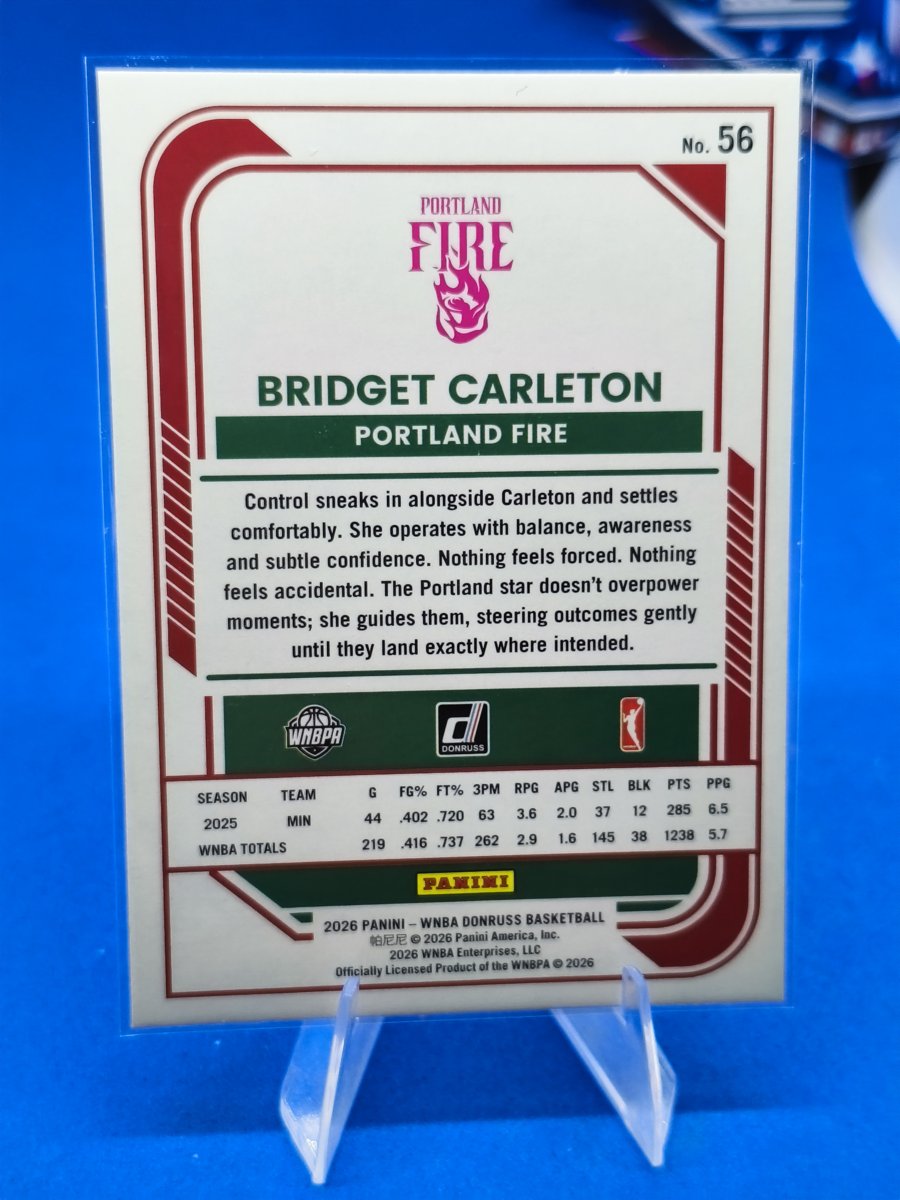 No. 56
PORTLAND
FIRE
BRIDGET CARLETON
PORTLAND FIRE
Control sneaks in alongside Carleton and settles
comfortably. She operates with balance, awareness
and subtle confidence. Nothing feels forced. Nothing
feels accidental. The Portland star doesn't overpower
moments; she guides them, steering outcomes gently
until they land exactly where intended.
WNBPA
DONRUSS
SEASON TEAM G FG% FT% 3PM RPG APG STL BLK PTS PPG
2025 MIN 44 .402 .720 63 3.6 2.0 37 12 285 6.5
WNBA TOTALS 219 .416 .737 262 2.9 1.6 145 38 1238 5.7
PANINI
2026 PANINI – WNBA DONRUSS BASKETBALL
帕尼尼 © 2026 Panini America, Inc.
2026 WNBA Enterprises, LLC
Officially Licensed Product of the WNBPA © 2026